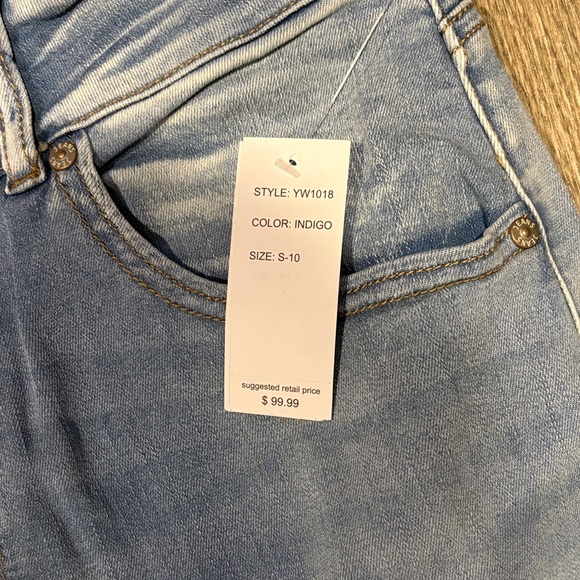 STYLE: YW1018
COLOR: INDIGO
SIZE: S-10
suggested retail price
$ 99.99